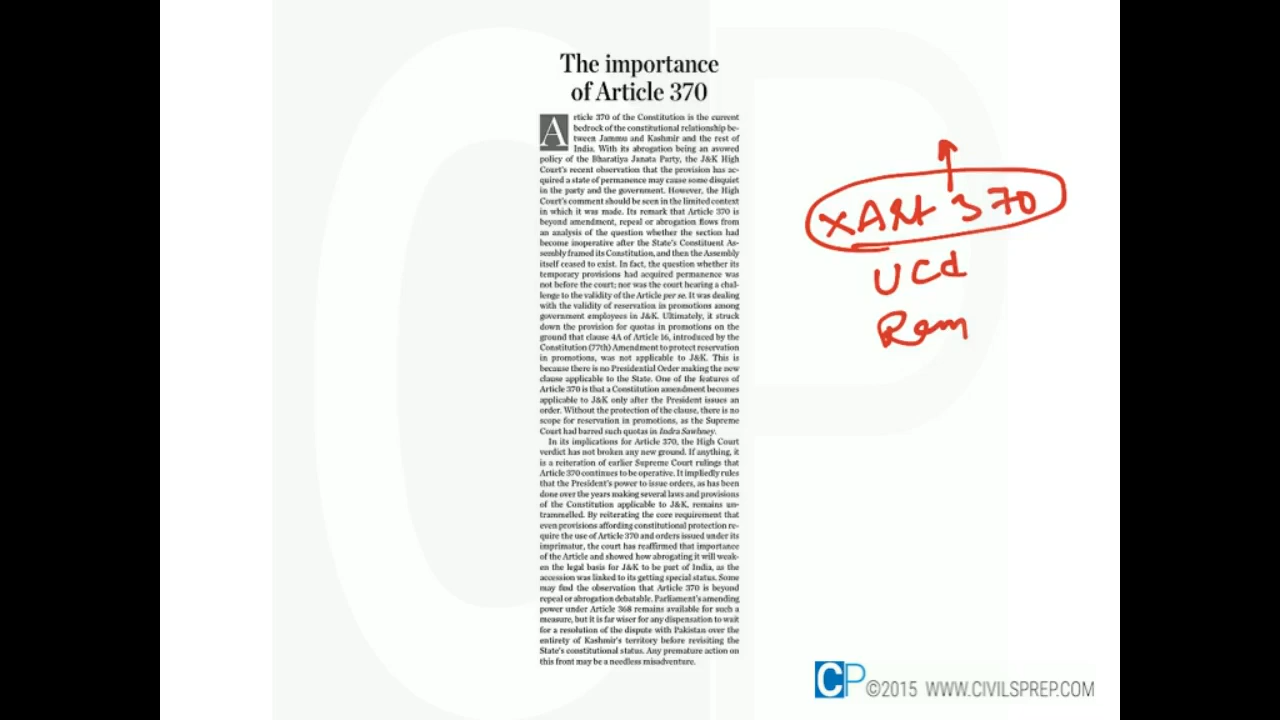 The importance
of Article 370
Article 370 of the Constitution is the current
bedrock of the constitutional relationship be-
tween Jammu and Kashmir and the rest of
India. With its abrogation being an avowed
policy of the Bharatiya Janata Party, the J&K High
Court's recent observation that the provision has ac-
quired a state of permanence may cause some disquiet
in the party and the government. However, the High
Court's comment should be seen in the limited context
in which it was made. Its remark that Article 370 is
beyond amendment, repeal or abrogation flows from
an analysis of the question whether the section had
become inoperative after the State's Constituent As-
sembly framed its Constitution, and then the Assembly
itself ceased to exist. In fact, the question whether its
temporary provisions had acquired permanence was
not before the court; nor was the court hearing a chal-
lenge to the validity of the Article per se. It was dealing
with the validity of reservation in promotions among
government employees in J&K. Ultimately, it struck
down the provision for quotas in promotions on the
ground that clause 4A of Article 16, introduced by the
Constitution (77th) Amendment to protect reservation
in promotions, was not applicable to J&K. This is
because there is no Presidential Order making the new
clause applicable to the State. One of the features of
Article 370 is that a Constitution amendment becomes
applicable to J&K only after the President issues an
order. Without the protection of the clause, there is no
scope for reservation in promotions, as the Supreme
Court had barred such quotas in Indra Sawhney.
In its implications for Article 370, the High Court
verdict has not broken any new ground. If anything, it
is a reiteration of earlier Supreme Court rulings that
Article 370 continues to be operative. It impliedly rules
that the President's power to issue orders, as has been
done over the years making several laws and provisions
of the Constitution applicable to J&K, remains un-
trammelled. By reiterating the core requirement that
even provisions affording constitutional protection re-
quire the use of Article 370 and orders issued under its
imprimatur, the court has reaffirmed that importance
of the Article and showed how abrogating it will weak-
en the legal basis for J&K to be part of India, as the
accession was linked to its getting special status. Some
may find the observation that Article 370 is beyond
repeal or abrogation debatable. Parliament's amending
power under Article 368 remains available for such a
measure, but it is far wiser for any dispensation to wait
for a resolution of the dispute with Pakistan over the
entirety of Kashmir's territory before revisiting the
State's constitutional status. Any premature action on
this front may be a needless misadventure.
XArt 370
UCd
Rem
CP ©2015 WWW.CIVILSPREP.COM